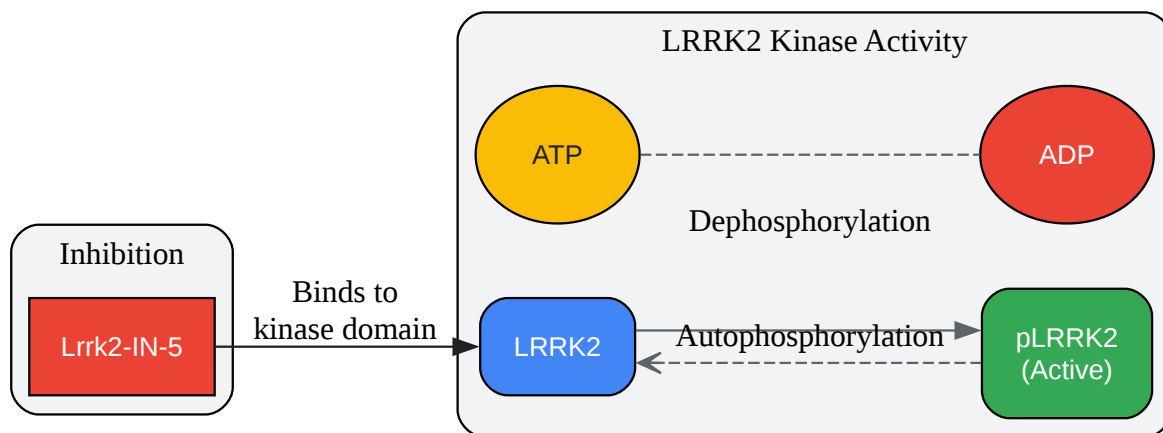 LRRK2 Kinase Activity
ATP
ADP
Dephosphorylation
Inhibition
Lrrk2-IN-5
Binds to
kinase domain
LRRK2
Autophosphorylation
pLRRK2
(Active)